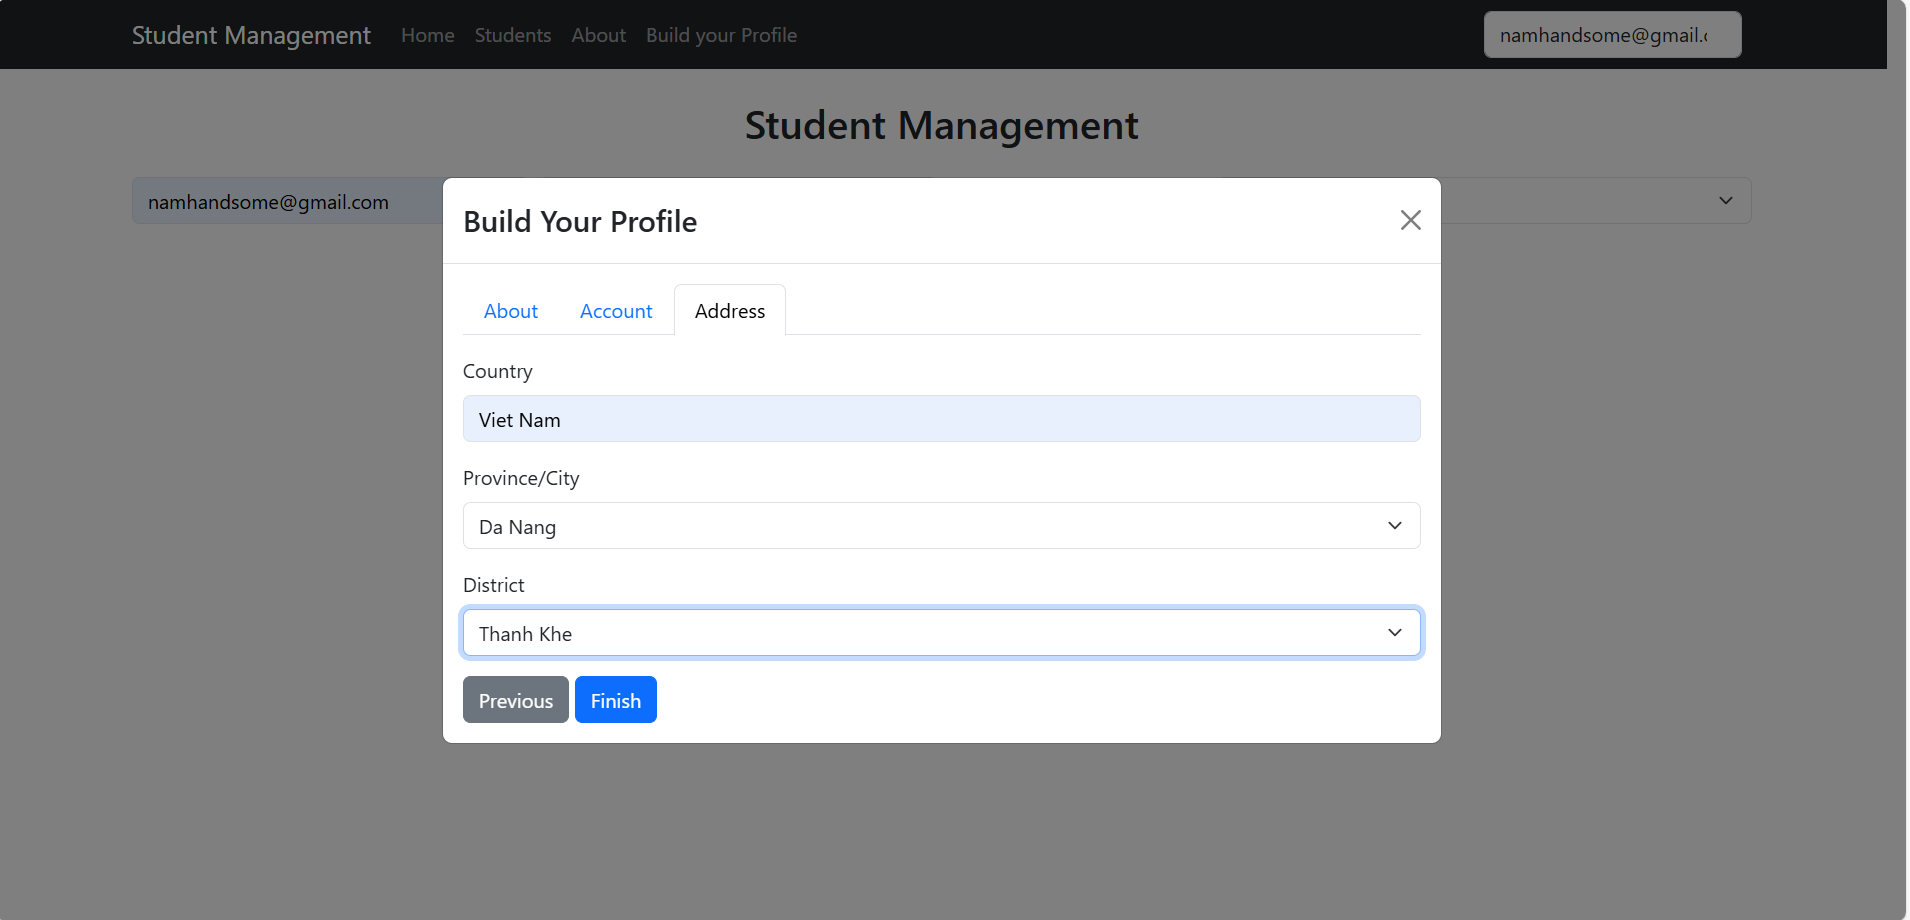 Student Management Home Students About Build your Profile namhandsome@gmail.c
Student Management
namhandsome@gmail.com
Build Your Profile
About Account Address
Country
Viet Nam
Province/City
Da Nang
District
Thanh Khe
Previous Finish